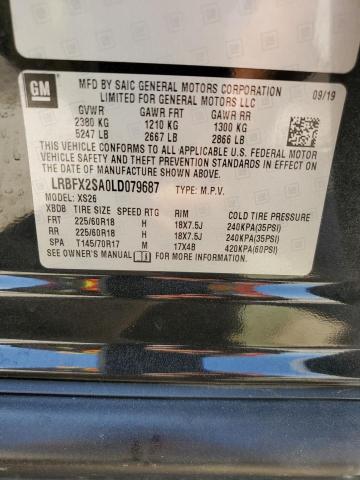 GM
MFD BY SAIC GENERAL MOTORS CORPORATION
LIMITED FOR GENERAL MOTORS LLC
09/19
GVWR GAWR FRT GAWR RR
2380 KG 1210 KG 1300 KG
5247 LB 2667 LB 2866 LB
THIS VEHICLE CONFORMS TO ALL APPLICABLE
U.S. FEDERAL MOTOR VEHICLE SAFETY, BUMPER,
AND THEFT PREVENTION STANDARDS IN EFFECT
ON THE DATE OF MANUFACTURE SHOWN ABOVE.
LRBFX2SA0LD079687 TYPE: M.P.V.
MODEL: XS26
XBDB TIRE SIZE SPEED RTG RIM COLD TIRE PRESSURE
FRT 225/60R18 H 18X7.5J 240KPA(35PSI)
RR 225/60R18 H 18X7.5J 240KPA(35PSI)
SPA T145/70R17 M 17X4B 420KPA(60PSI)
SEE OWNER'S MANUAL FOR MORE INFORMATION